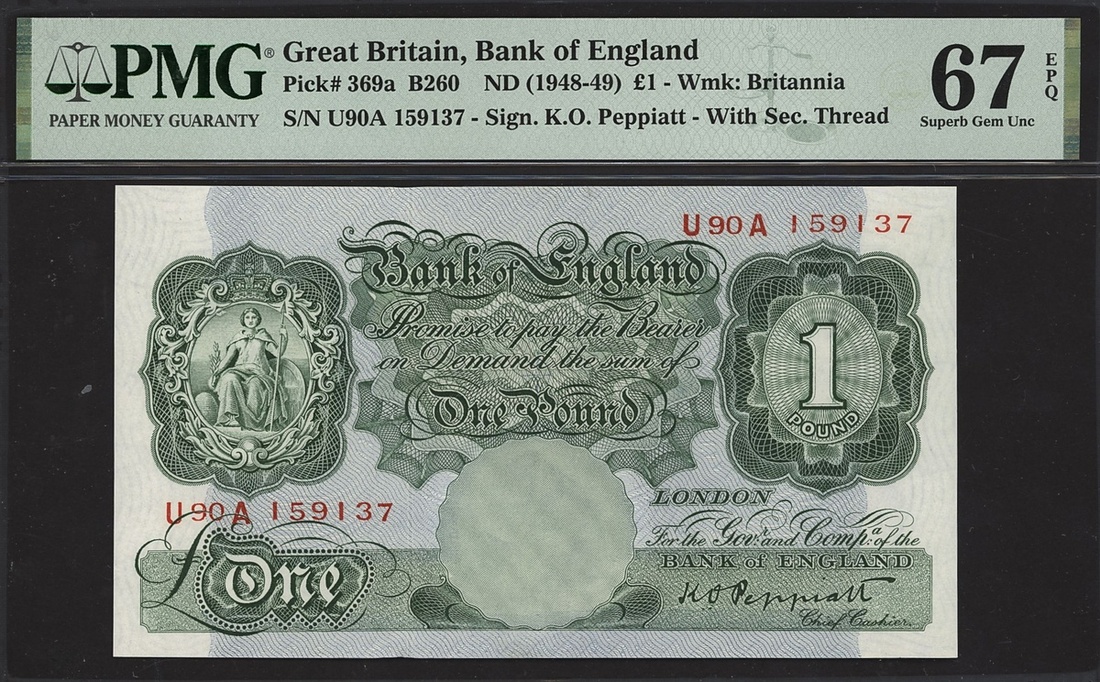 PMG®
PAPER MONEY GUARANTY
Great Britain, Bank of England
Pick# 369a B260 ND (1948-49) £1 - Wmk: Britannia
S/N U90A 159137 - Sign. K.O. Peppiatt - With Sec. Thread
67
EPQ
Superb Gem Unc
U90A 159137
Bank of England
Promise to pay the Bearer
on Demand the sum of
One Pound
1
POUND
U90A 159137
£One
LONDON
For the Govr. and Compa. of the
BANK of ENGLAND
K O Peppiatt
Chief Cashier.